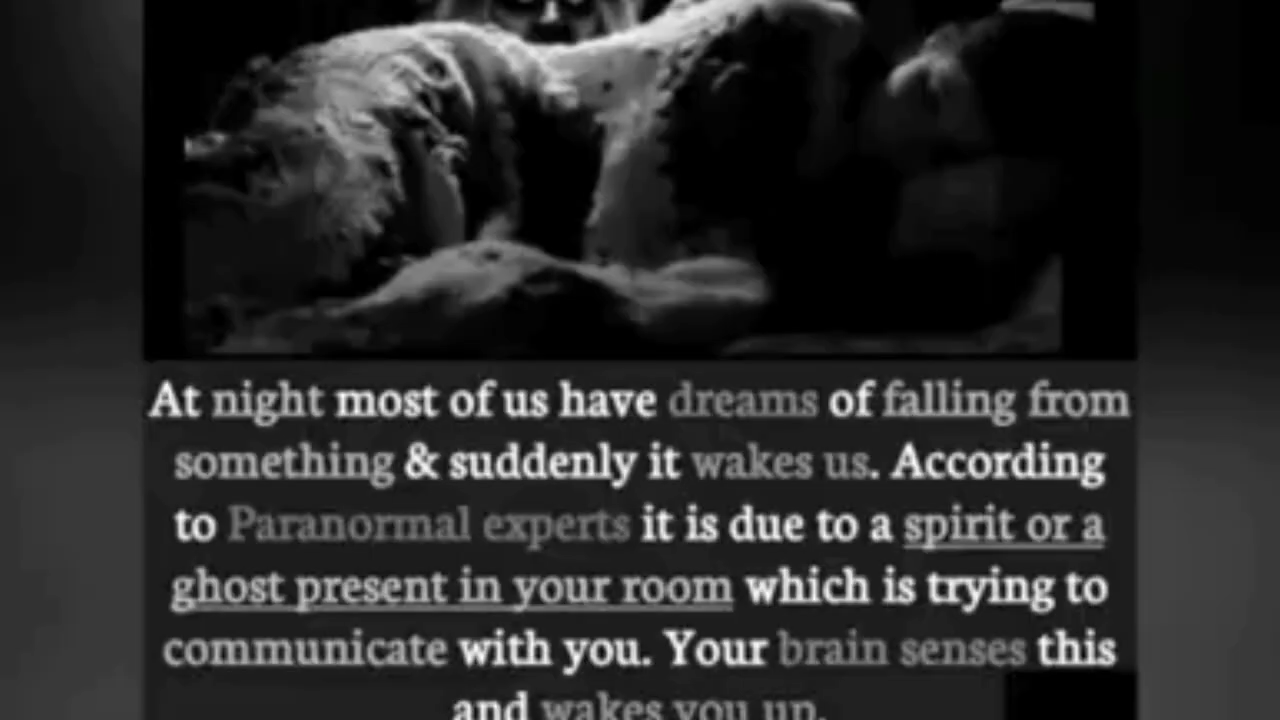 At night most of us have dreams of falling from
something & suddenly it wakes us. According
to Paranormal experts it is due to a spirit or a
ghost present in your room which is trying to
communicate with you. Your brain senses this
and wakes you up.